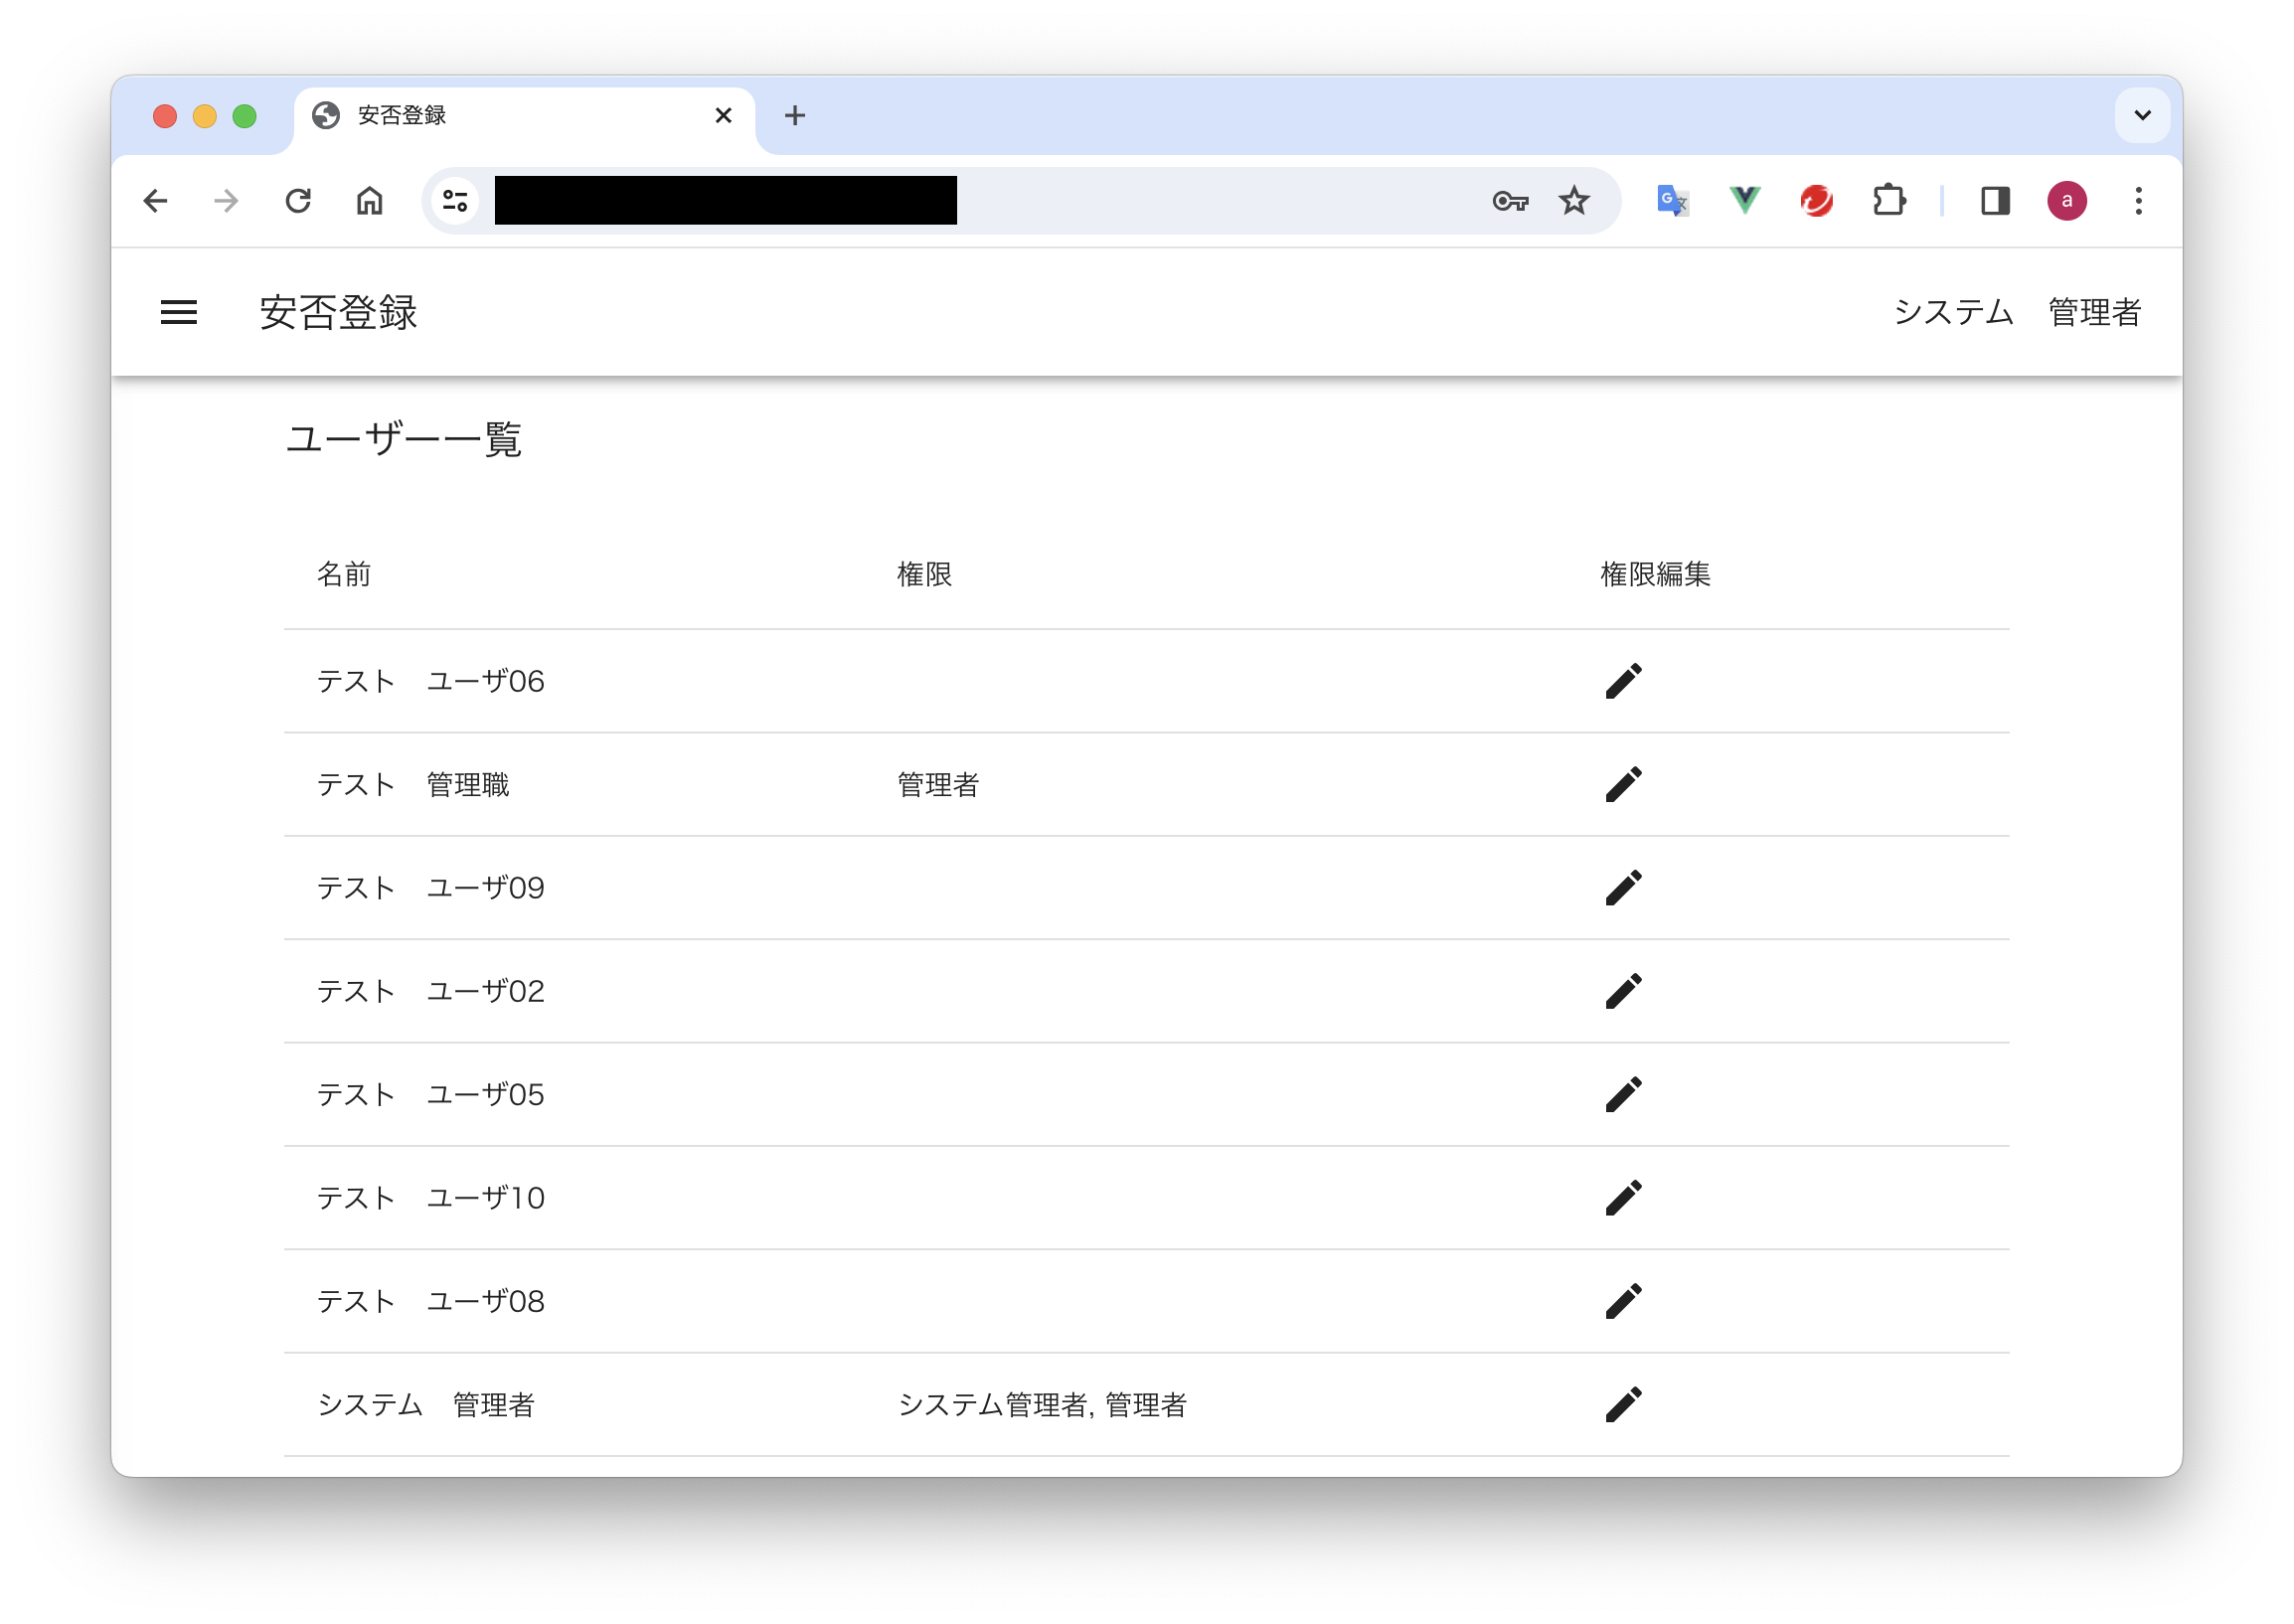 安否登録
a
安否登録
システム　管理者
ユーザー一覧
名前 権限 権限編集
テスト　ユーザ06
テスト　管理職 管理者
テスト　ユーザ09
テスト　ユーザ02
テスト　ユーザ05
テスト　ユーザ10
テスト　ユーザ08
システム　管理者 システム管理者, 管理者